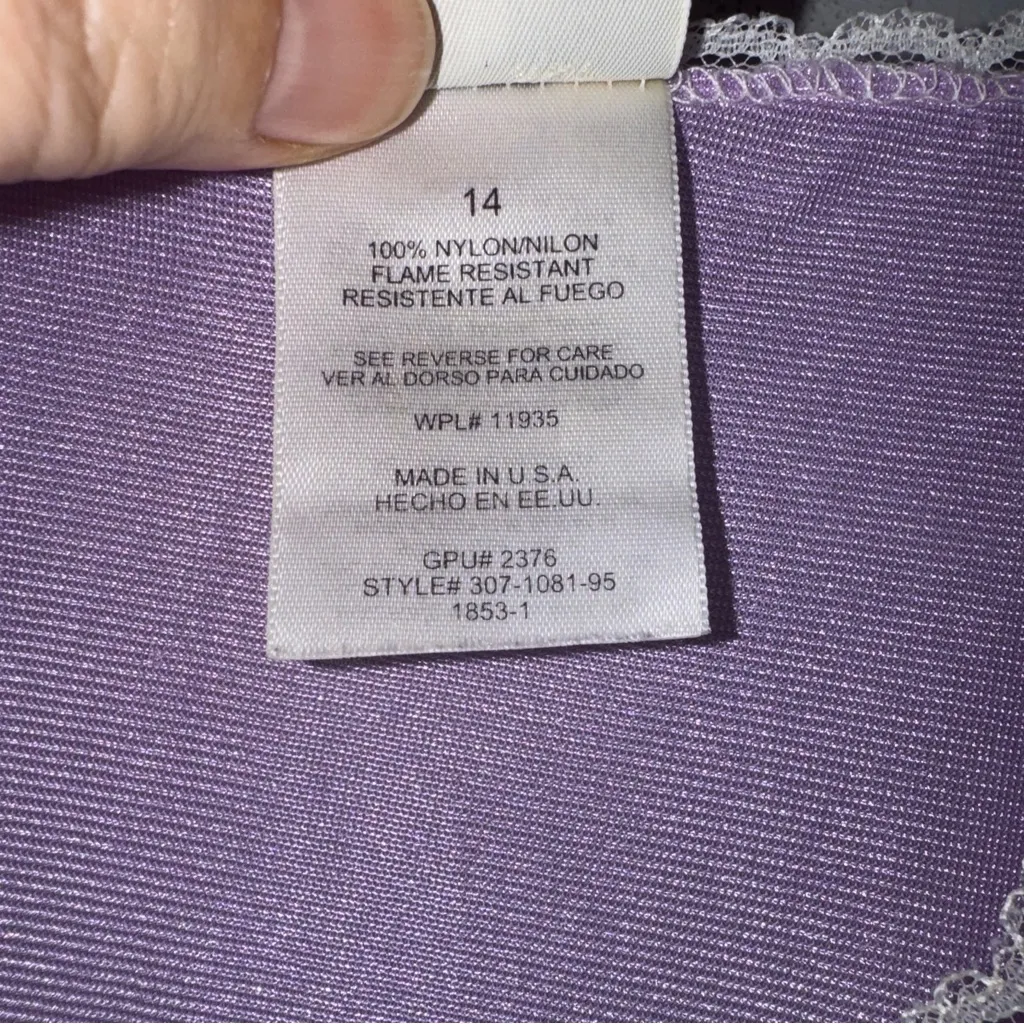 14
100% NYLON/NILON
FLAME RESISTANT
RESISTENTE AL FUEGO
SEE REVERSE FOR CARE
VER AL DORSO PARA CUIDADO
WPL# 11935
MADE IN U.S.A.
HECHO EN EE.UU.
GPU# 2376
STYLE# 307-1081-95
1853-1